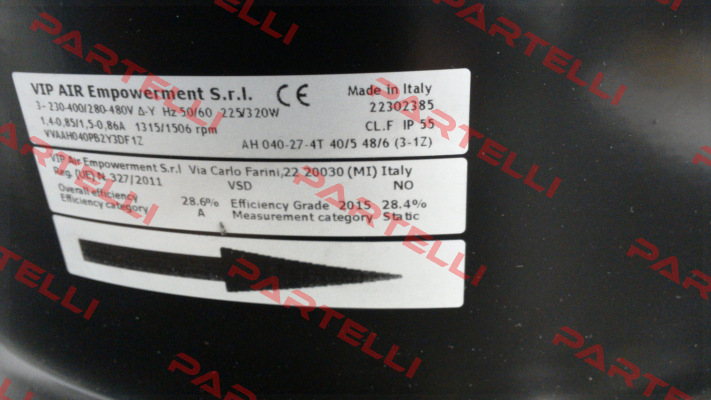 VIP AIR Empowerment S.r.l. CE Made in Italy
3~ 230-400/280-480V Δ-Y Hz 50/60 225/320W 22302385
1,4-0,85/1,5-0,86A 1315/1506 rpm CL.F IP 55
VVAAH040PB2Y3DF1Z AH 040-27-4T 40/5 48/6 (3-1Z)
VIP Air Empowerment S.r.l Via Carlo Farini,22 20030 (MI) Italy
Reg. (UE) N. 327/2011 VSD NO
Overall efficiency 28.6% Efficiency Grade 2015 28.4%
Efficiency category A Measurement category Static
PARTELLI
PARTELLI
PARTELLI
PARTELLI
PARTELLI
PARTELLI
PARTELLI